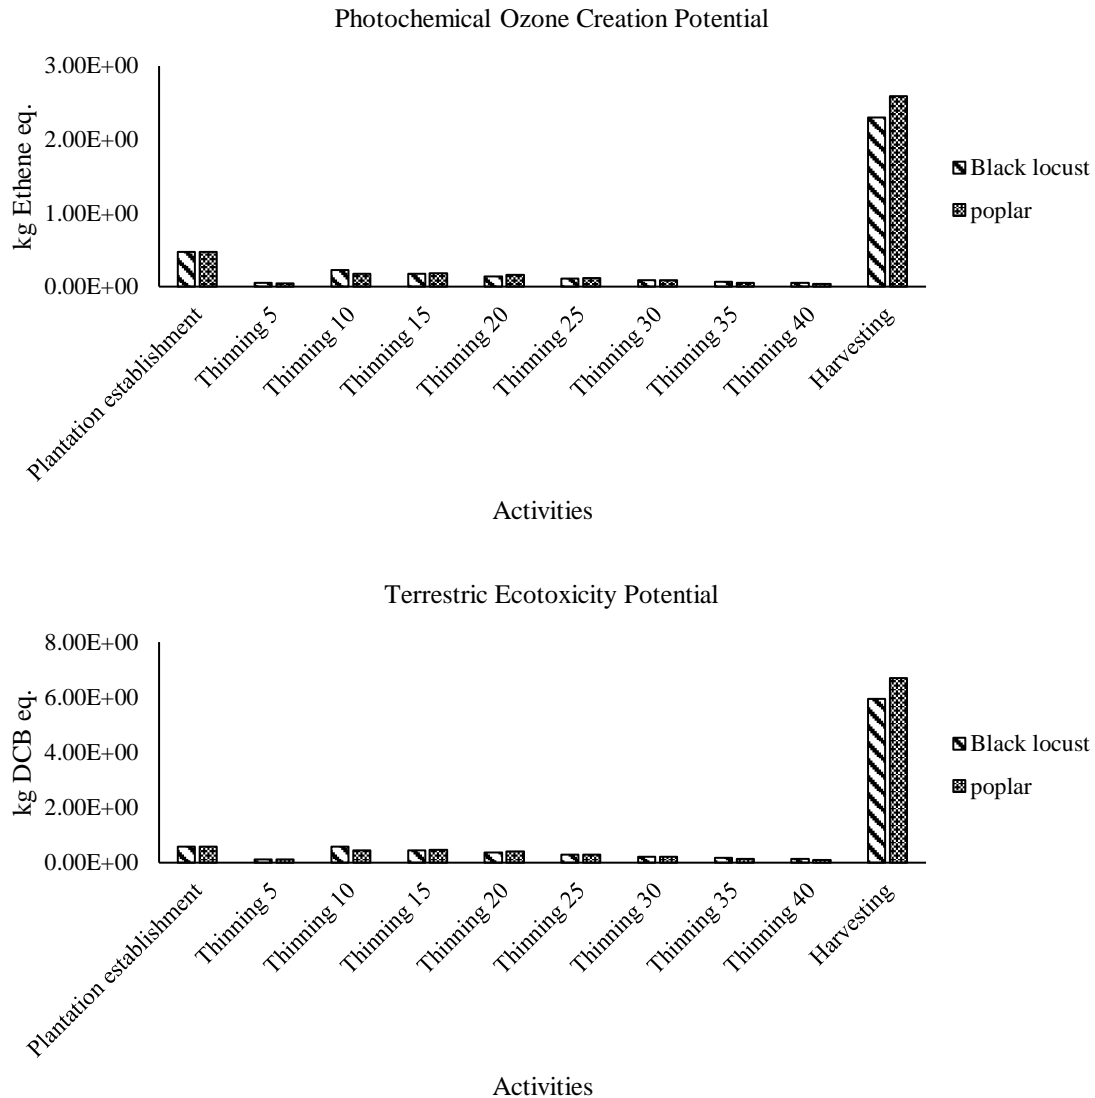 Photochemical Ozone Creation Potential
3.00E+00
2.00E+00
1.00E+00
0.00E+00
kg Ethene eq.
Black locust
poplar
Plantation establishment
Thinning 5
Thinning 10
Thinning 15
Thinning 20
Thinning 25
Thinning 30
Thinning 35
Thinning 40
Harvesting
Activities
Terrestric Ecotoxicity Potential
8.00E+00
6.00E+00
4.00E+00
2.00E+00
0.00E+00
kg DCB eq.
Black locust
poplar
Plantation establishment
Thinning 5
Thinning 10
Thinning 15
Thinning 20
Thinning 25
Thinning 30
Thinning 35
Thinning 40
Harvesting
Activities